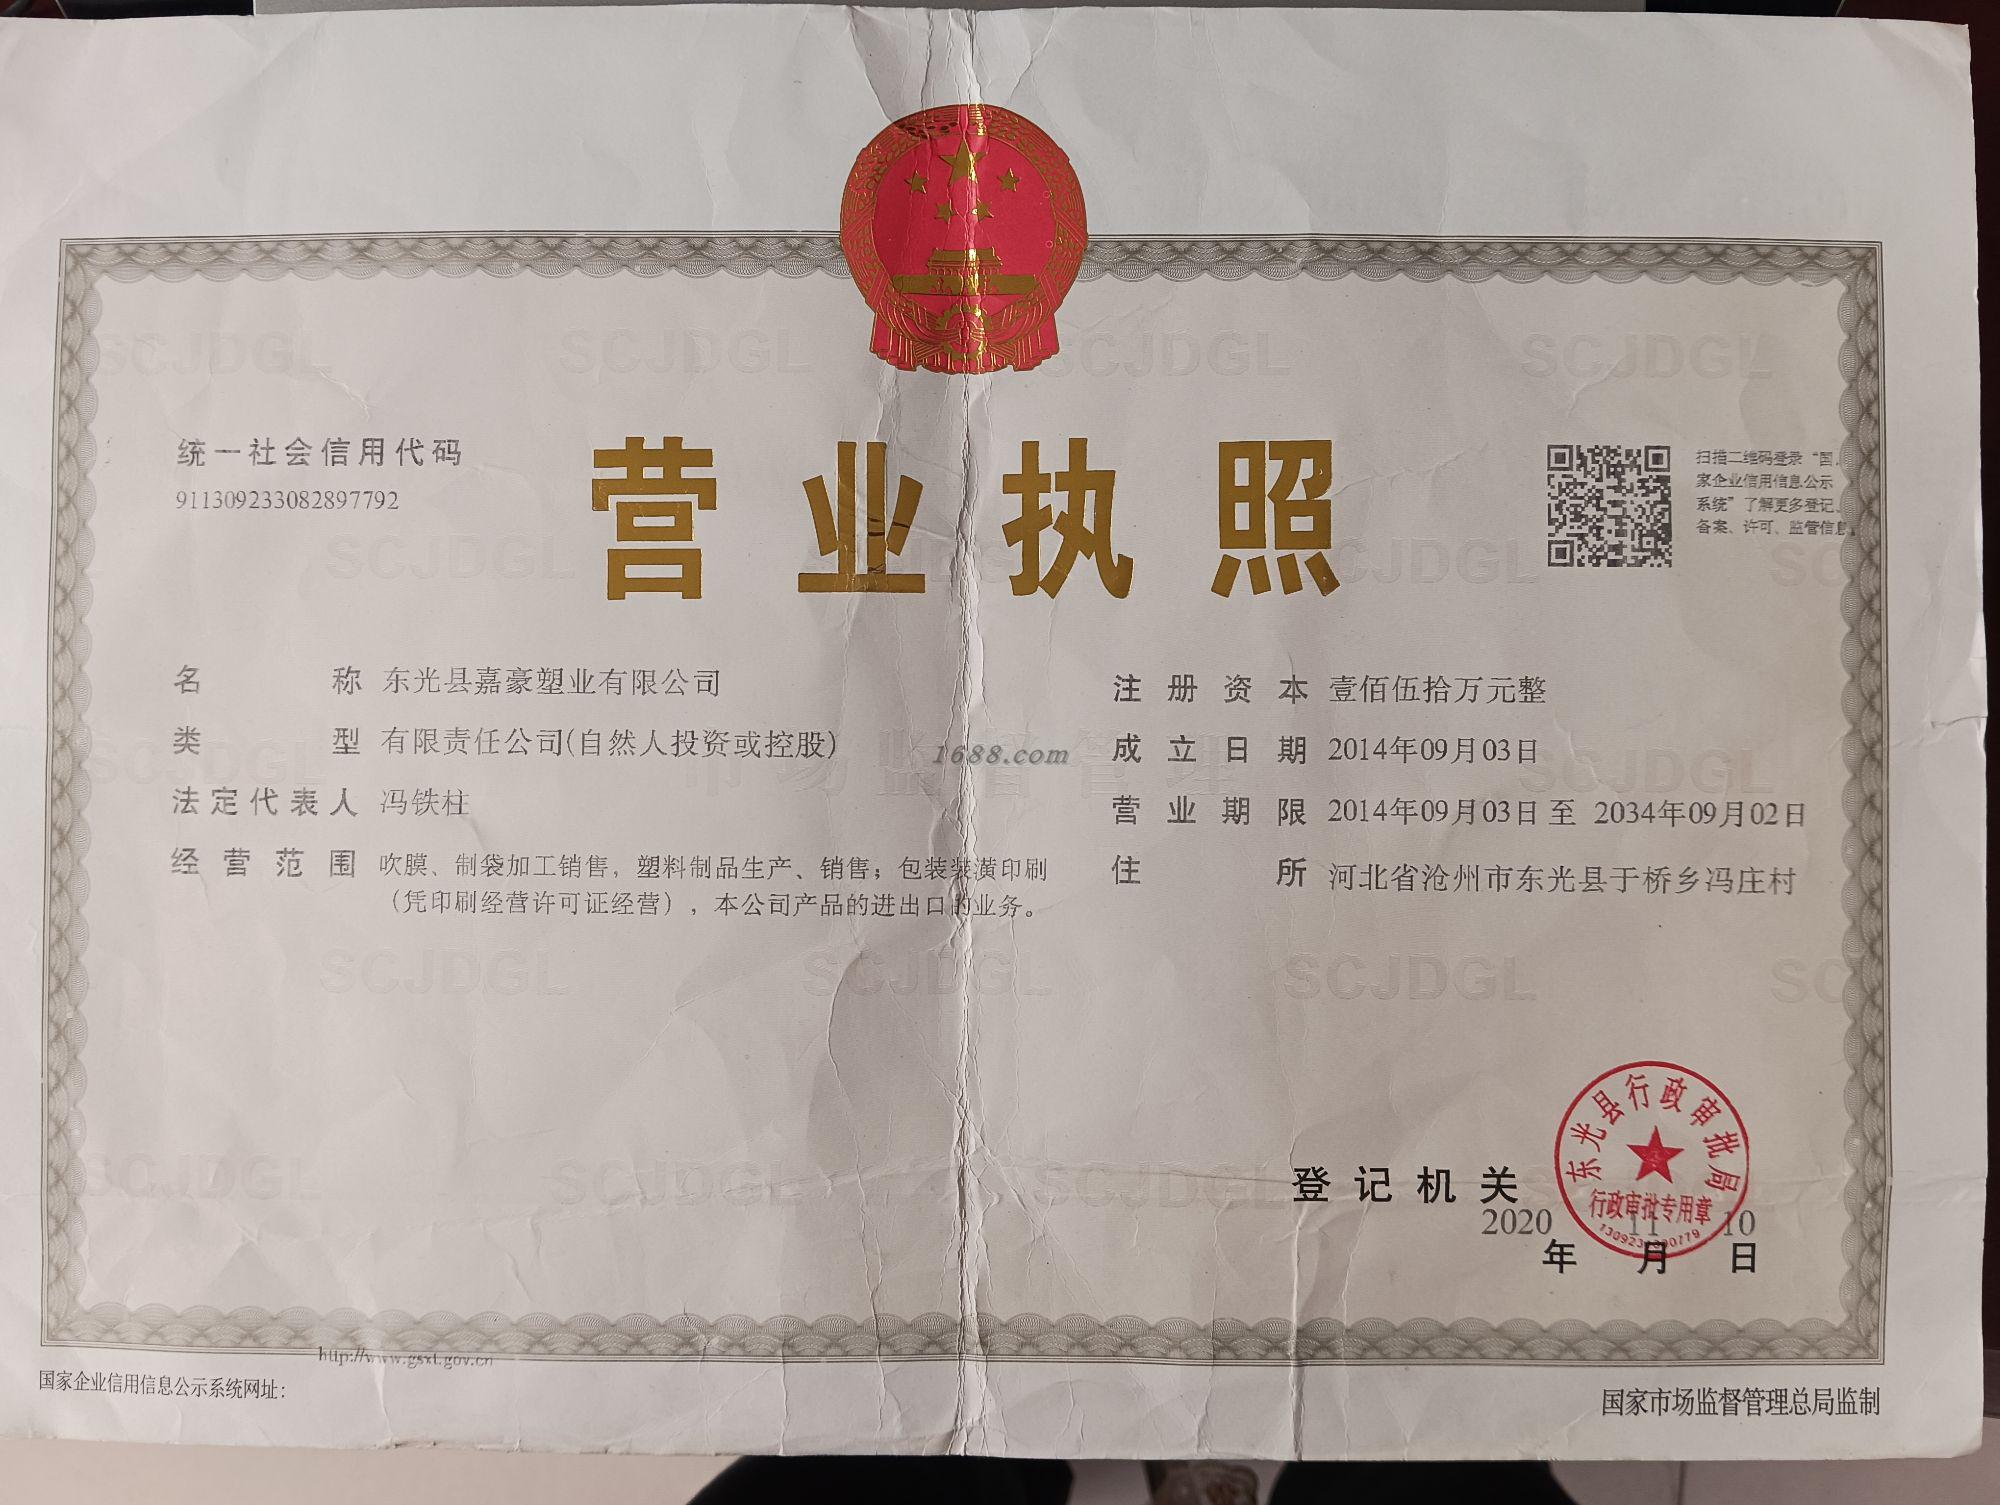 统一社会信用代码
911309233082897792
营业执照
扫描二维码登录“国
家企业信用信息公示
系统”了解更多登记、
备案、许可、监管信息
名称 东光县嘉豪塑业有限公司
类型 有限责任公司(自然人投资或控股)
法定代表人 冯铁柱
经营范围 吹膜、制袋加工销售，塑料制品生产、销售；包装装潢印刷
（凭印刷经营许可证经营），本公司产品的进出口的业务。
1688.com
注册资本 壹佰伍拾万元整
成立日期 2014年09月03日
营业期限 2014年09月03日 至 2034年09月02日
住所 河北省沧州市东光县于桥乡冯庄村
SCJDGL SCJDGL SCJDGL SCJDGL
市场监督管理
东光县行政审批局
行政审批专用章
登记机关
2020 11 10
年 月 日
http://www.gsxt.gov.cn
国家企业信用信息公示系统网址：
国家市场监督管理总局监制